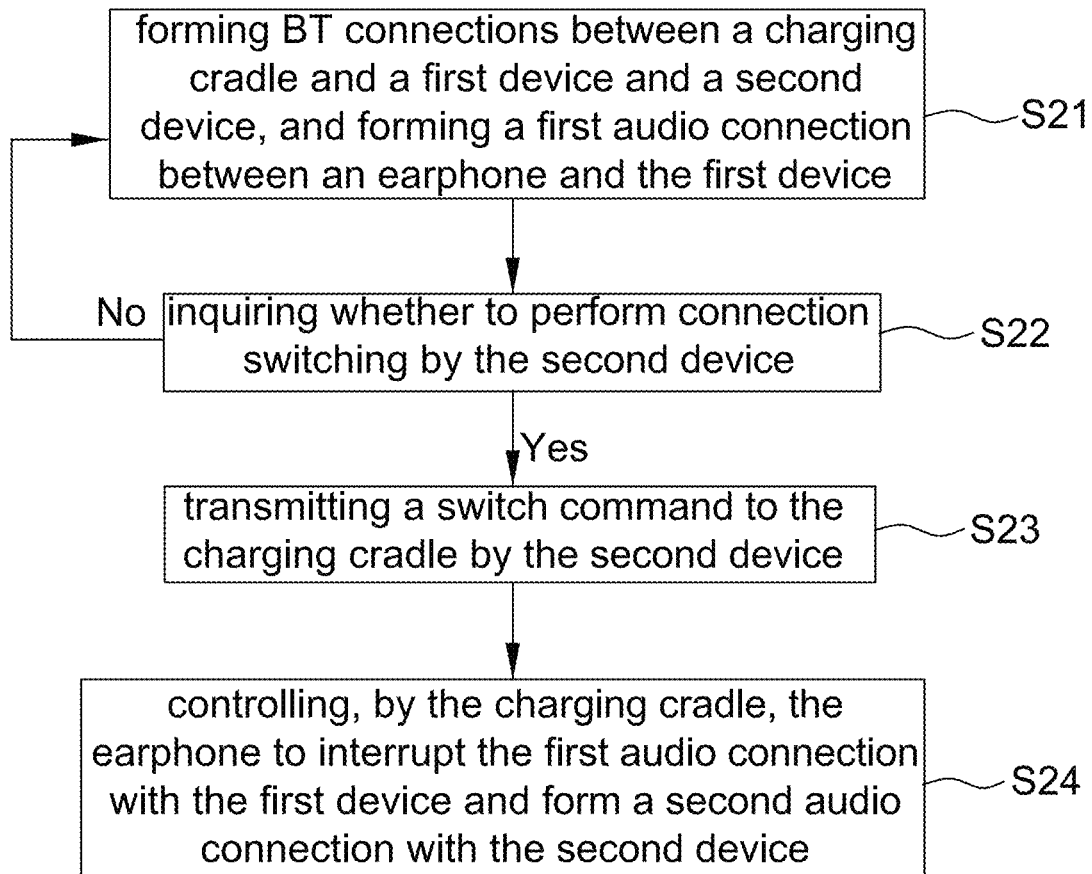 forming BT connections between a charging
cradle and a first device and a second
device, and forming a first audio connection
between an earphone and the first device
S21
No
inquiring whether to perform connection
switching by the second device
S22
Yes
transmitting a switch command to the
charging cradle by the second device
S23
controlling, by the charging cradle, the
earphone to interrupt the first audio connection
with the first device and form a second audio
connection with the second device
S24